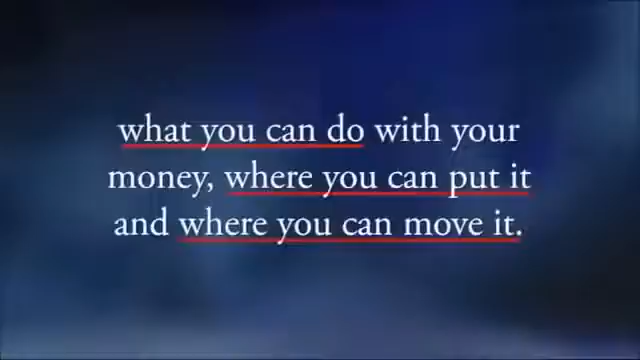 what you can do with your
money, where you can put it
and where you can move it.